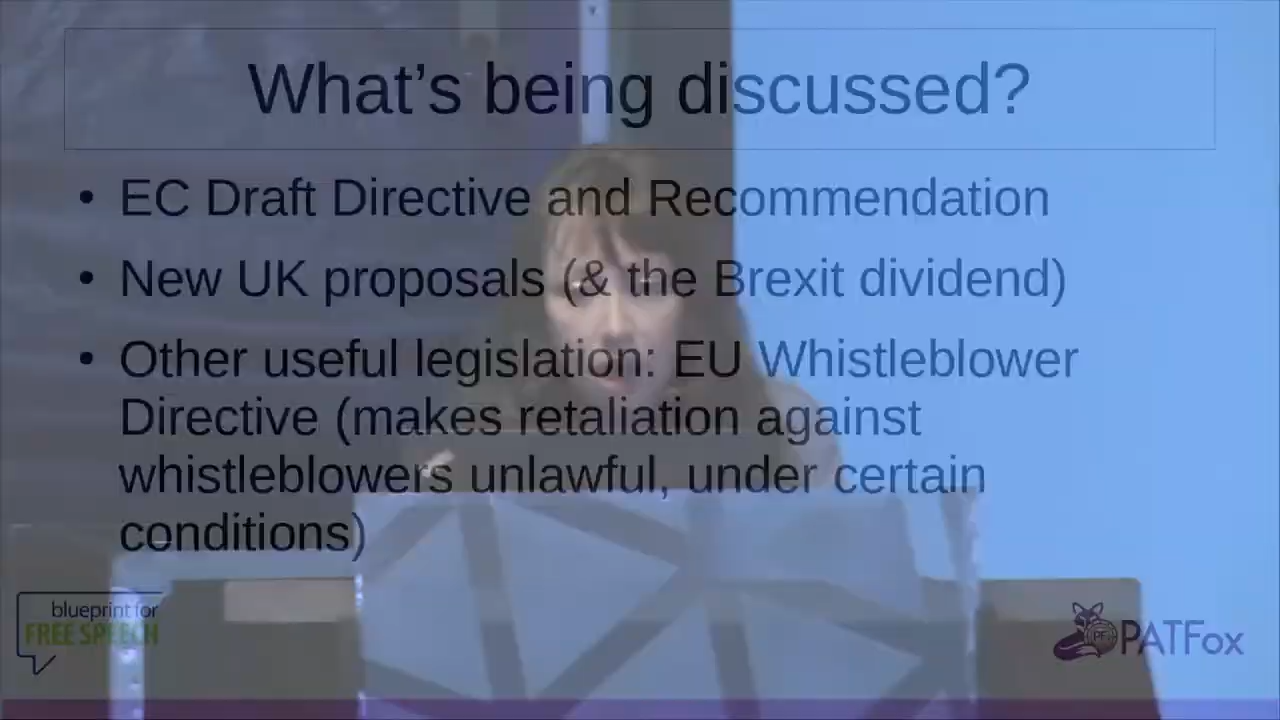 What’s being discussed?
• EC Draft Directive and Recommendation
• New UK proposals (& the Brexit dividend)
• Other useful legislation: EU Whistleblower
Directive (makes retaliation against
whistleblowers unlawful, under certain
conditions)
blueprint for
FREE SPEECH
PATFox